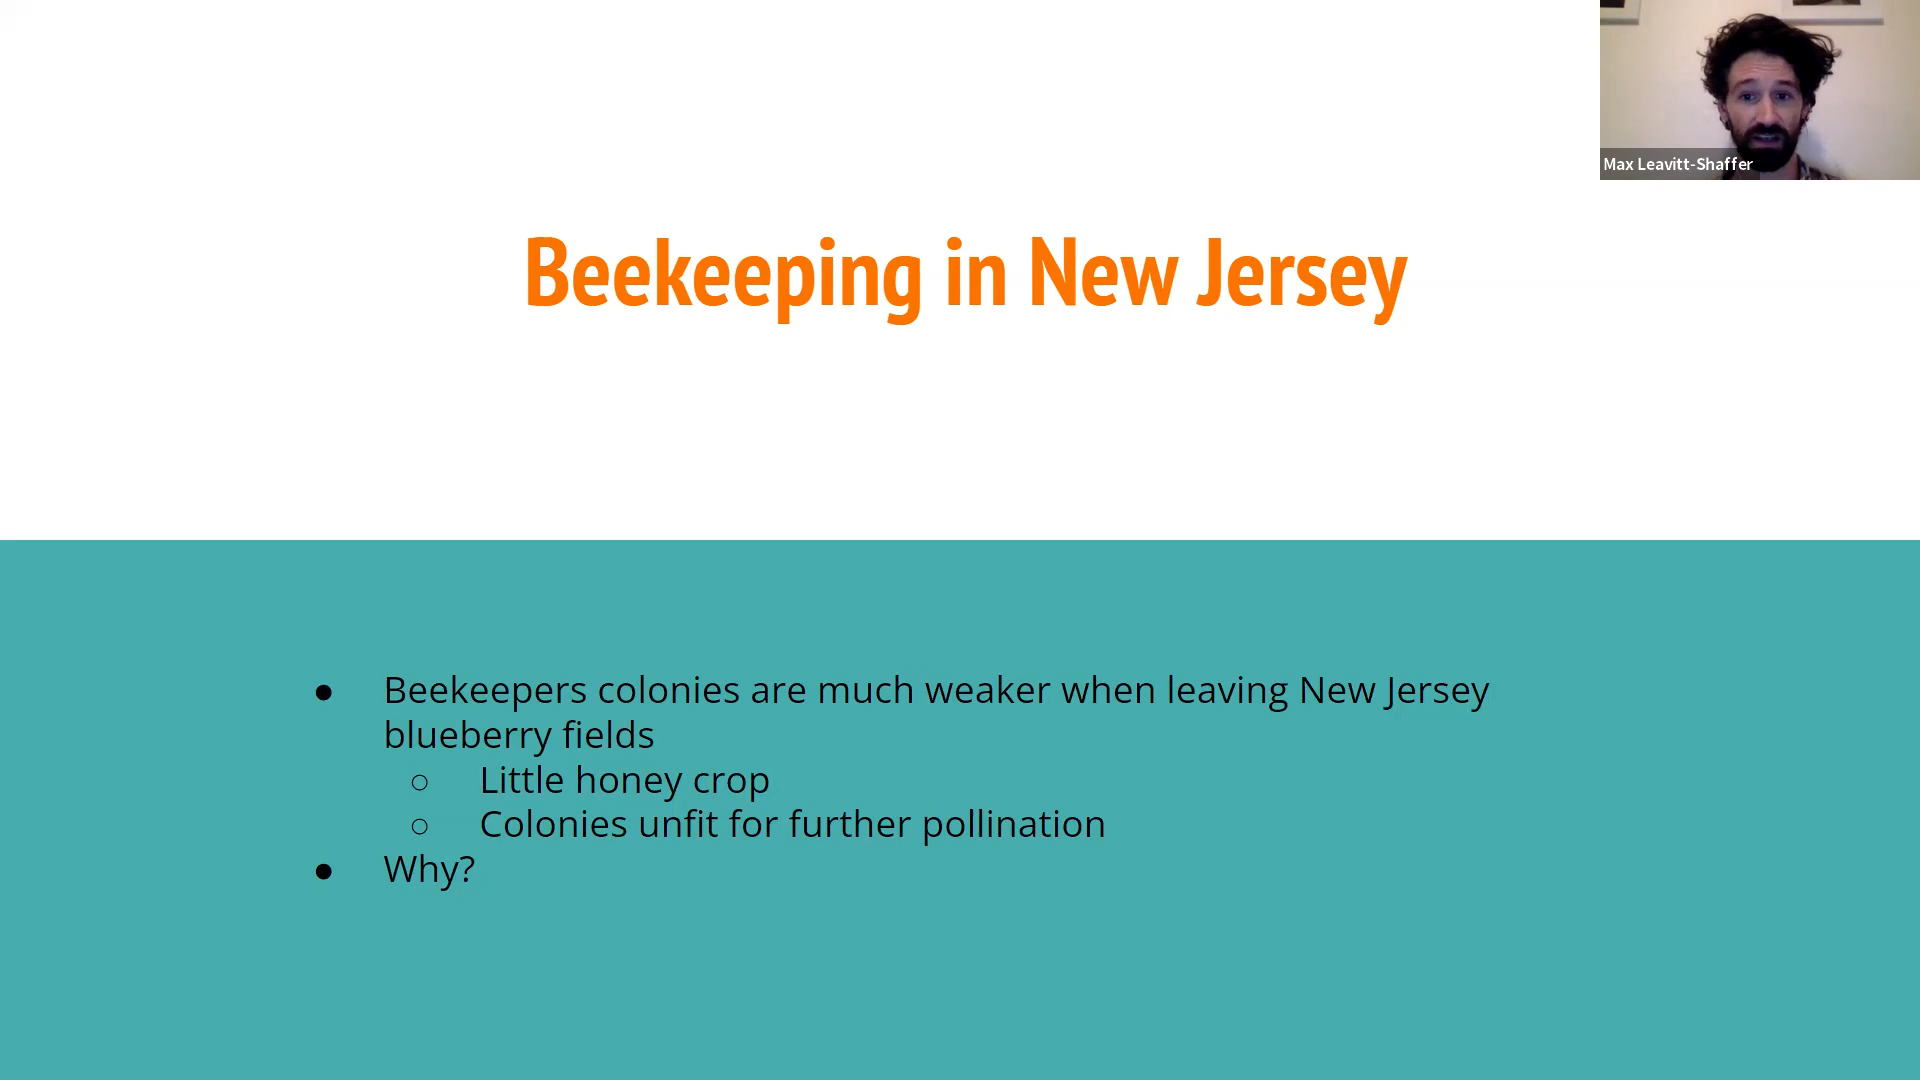 Max Leavitt-Shaffer
Beekeeping in New Jersey
● Beekeepers colonies are much weaker when leaving New Jersey
blueberry fields
○ Little honey crop
○ Colonies unfit for further pollination
● Why?